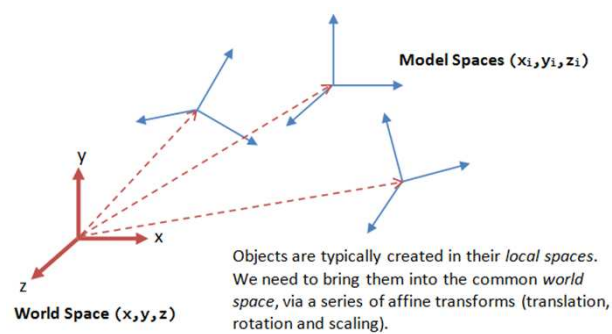 Model Spaces (xi,yi,zi)
y
x
z
World Space (x,y,z)
Objects are typically created in their local spaces.
We need to bring them into the common world
space, via a series of affine transforms (translation,
rotation and scaling).